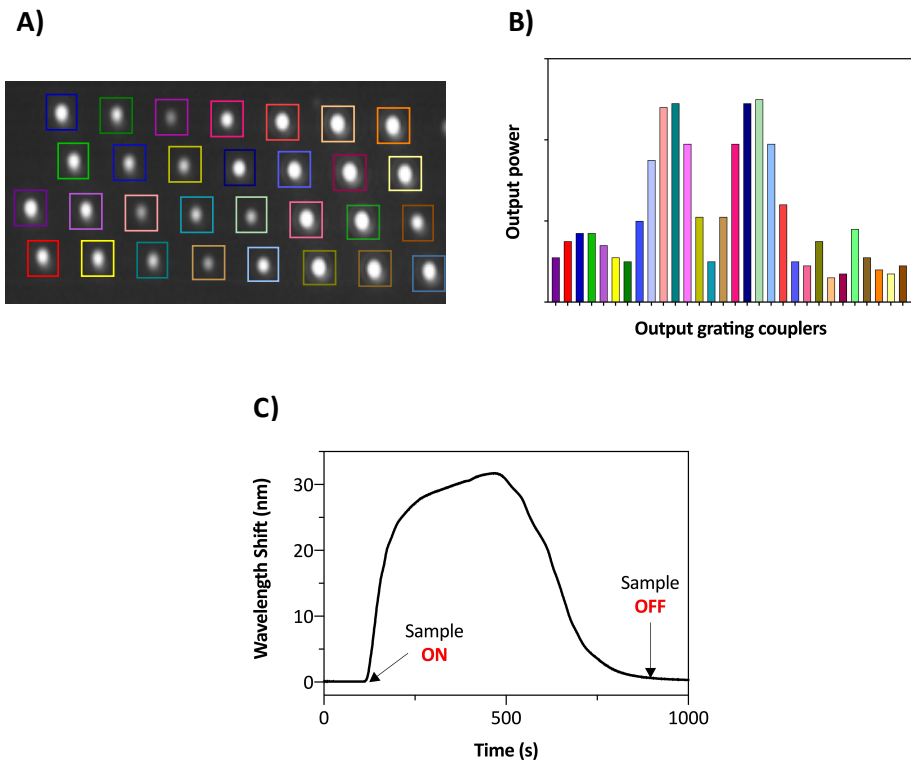 A)
B)
Output power
Output grating couplers
C)
Wavelength Shift (nm)
30
20
10
0
Sample
ON
Sample
OFF
0
500
1000
Time (s)